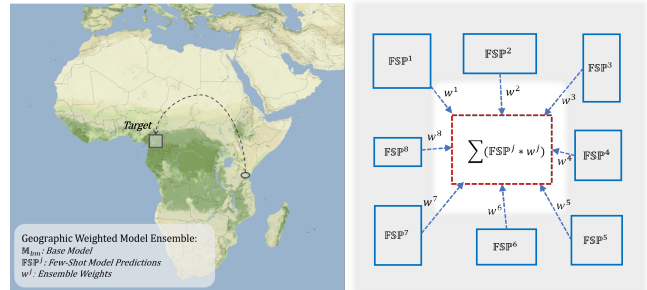 Target
Geographic Weighted Model Ensemble:
𝕄_bm: Base Model
𝔽𝕊ℙ^j: Few-Shot Model Predictions
w^j: Ensemble Weights
𝔽𝕊ℙ^1
𝔽𝕊ℙ^2
𝔽𝕊ℙ^3
w^1
w^2
w^3
𝔽𝕊ℙ^8
w^8
∑(𝔽𝕊ℙ^j * w^j)
w^4
𝔽𝕊ℙ^4
w^7
w^6
w^5
𝔽𝕊ℙ^7
𝔽𝕊ℙ^6
𝔽𝕊ℙ^5